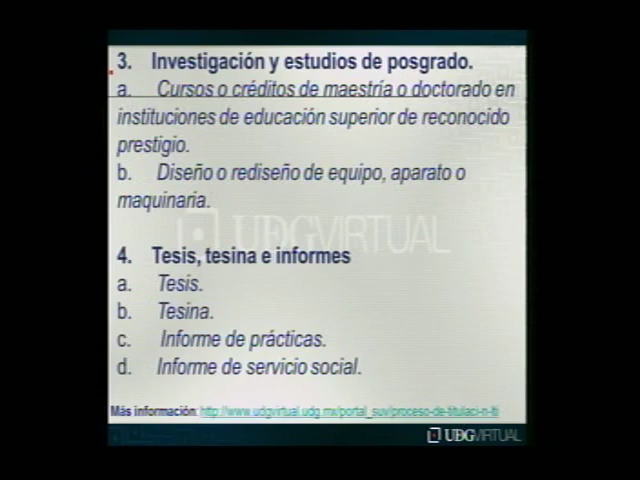 3. Investigación y estudios de posgrado.
a. Cursos o créditos de maestría o doctorado en
instituciones de educación superior de reconocido
prestigio.
b. Diseño o rediseño de equipo, aparato o
maquinaria.
UDGVIRTUAL
4. Tesis, tesina e informes
a. Tesis.
b. Tesina.
c. Informe de prácticas.
d. Informe de servicio social.
Más información: http://www.udgvirtual.udg.mx/portal_suv/proceso-de-titulaci-n-lti
UDGVIRTUAL